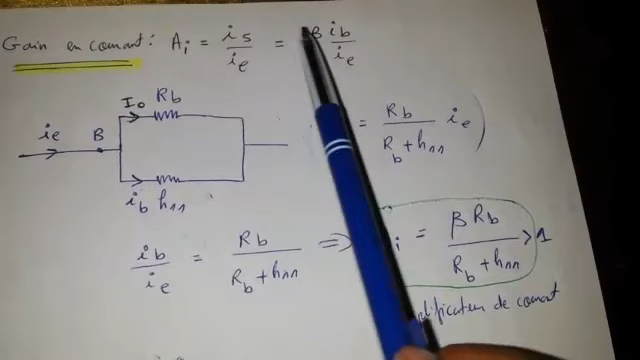 Gain en courant : Ai = is/ie = β ib/ie
I0 Rb
ie B
ib h11
= Rb/(Rb + h11) ie)
ib/ie = Rb/(Rb + h11) ⇒ i = βRb/(Rb + h11) > 1
plificateur de courant